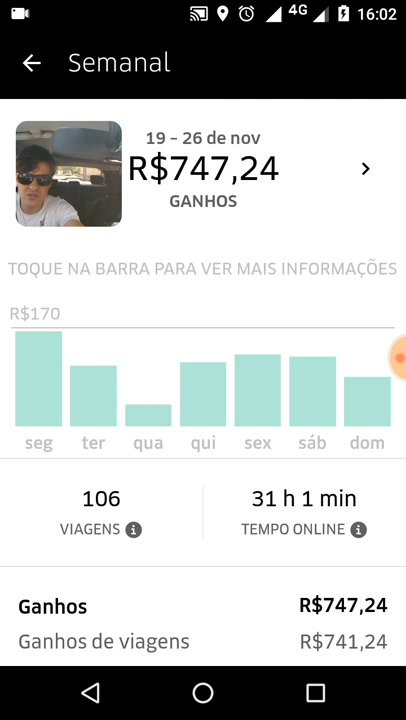 4G 16:02
Semanal
19 – 26 de nov
R$747,24
GANHOS
TOQUE NA BARRA PARA VER MAIS INFORMAÇÕES
R$170
seg ter qua qui sex sáb dom
106 31 h 1 min
VIAGENS TEMPO ONLINE
Ganhos R$747,24
Ganhos de viagens R$741,24